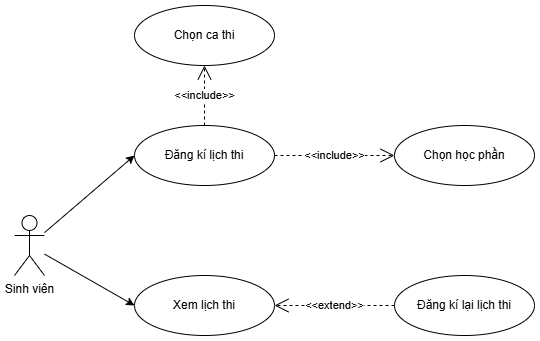 Chọn ca thi
<<include>>
Đăng kí lịch thi
<<include>>
Chọn học phần
Sinh viên
Xem lịch thi
<<extend>>
Đăng kí lại lịch thi